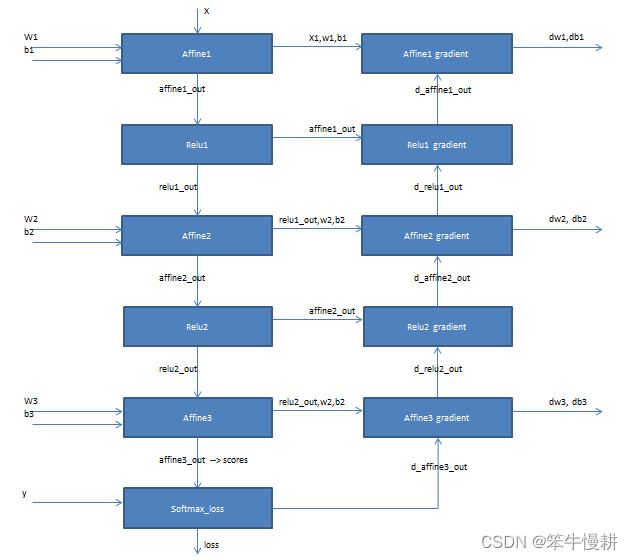 X
W1
b1
Affine1
X1,w1,b1
Affine1 gradient
dw1,db1
affine1_out
d_affine1_out
Relu1
affine1_out
Relu1 gradient
relu1_out
d_relu1_out
W2
b2
Affine2
relu1_out,w2,b2
Affine2 gradient
dw2, db2
affine2_out
d_affine2_out
Relu2
affine2_out
Relu2 gradient
relu2_out
d_relu2_out
W3
b3
Affine3
relu2_out,w2,b2
Affine3 gradient
dw3, db3
affine3_out --> scores
d_affine3_out
y
Softmax_loss
loss
CSDN @笨牛慢耕